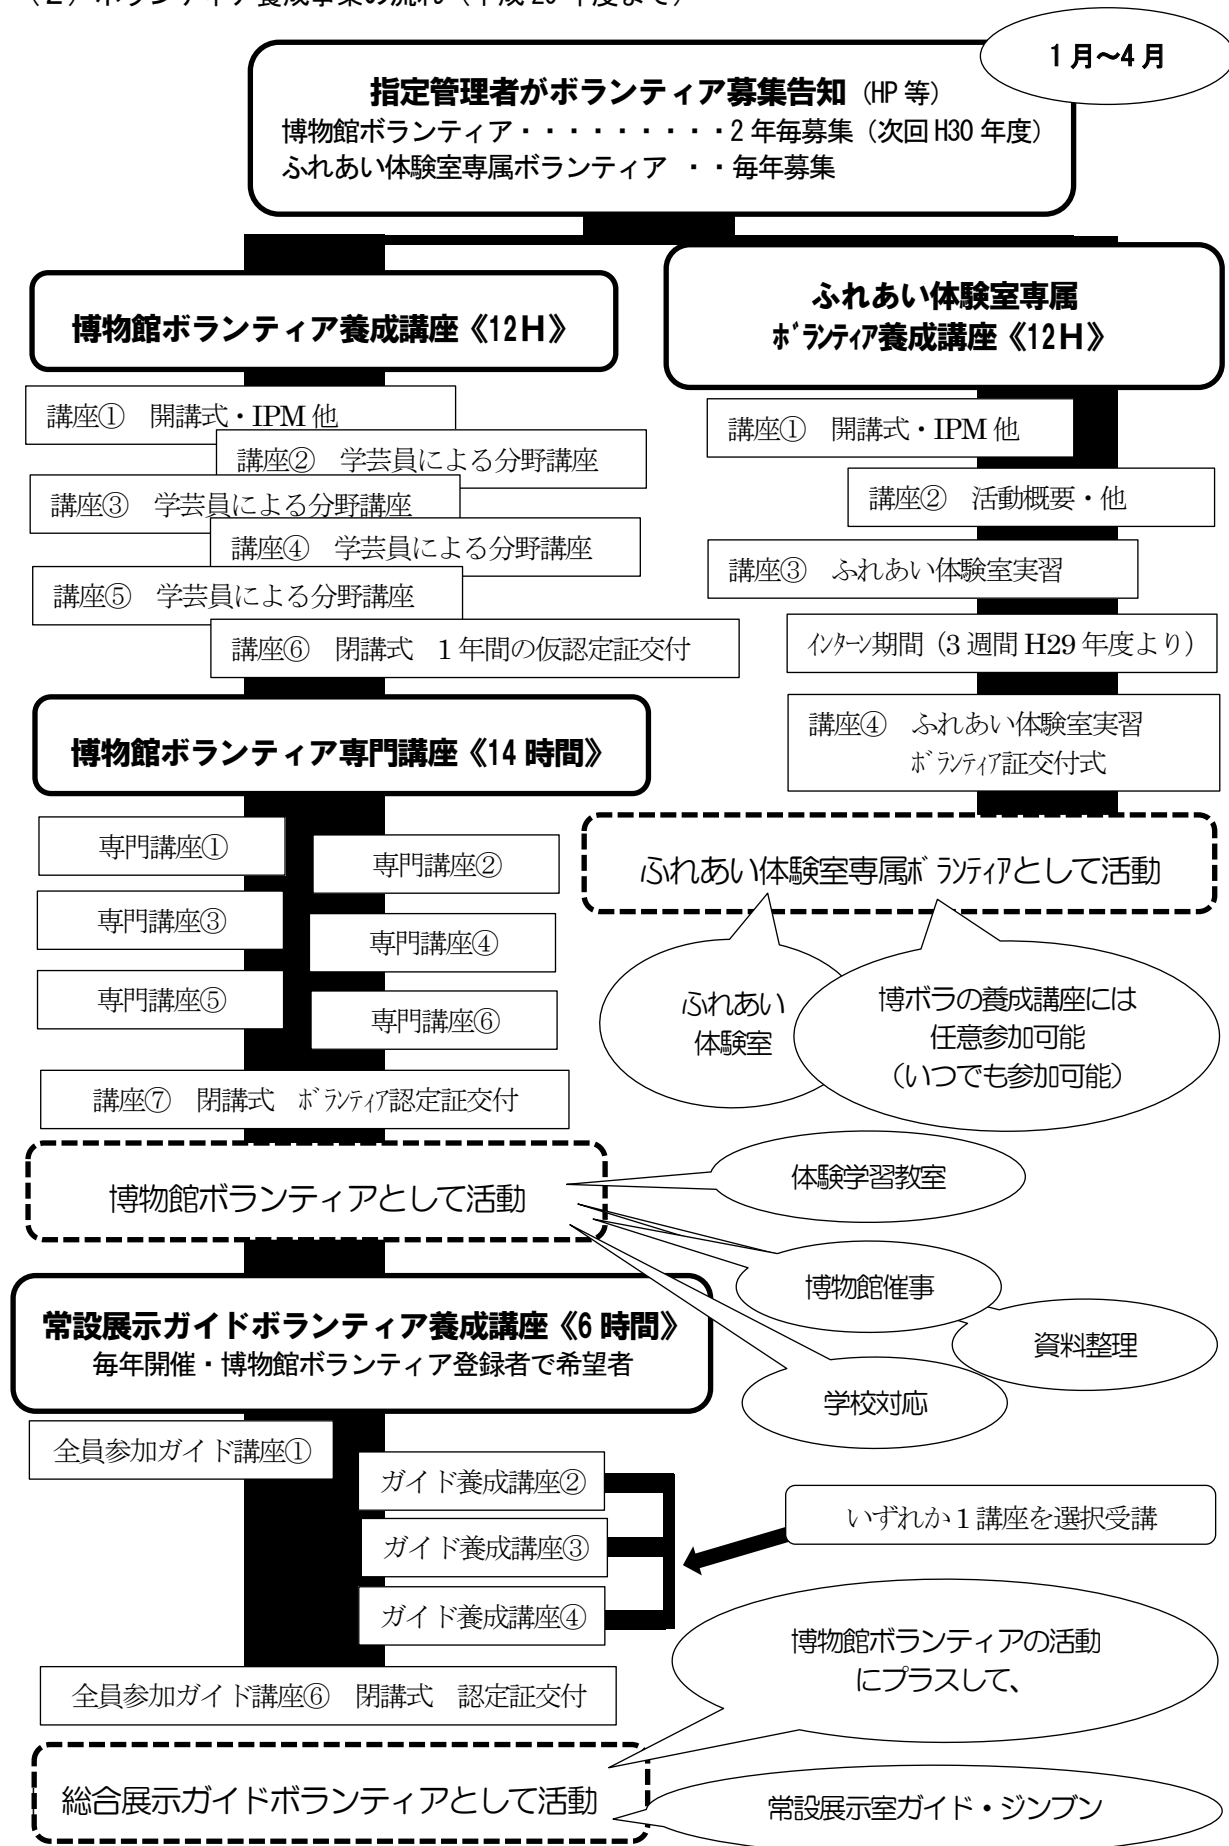 1月～4月
指定管理者がボランティア募集告知（HP等）
博物館ボランティア・・・・・・・・・2年毎募集（次回H30年度）
ふれあい体験室専属ボランティア　・・毎年募集
博物館ボランティア養成講座《12H》
講座①　開講式・IPM他
講座②　学芸員による分野講座
講座③　学芸員による分野講座
講座④　学芸員による分野講座
講座⑤　学芸員による分野講座
講座⑥　閉講式　1年間の仮認定証交付
ふれあい体験室専属
ﾎﾞﾗﾝﾃｨｱ養成講座《12H》
講座①　開講式・IPM他
講座②　活動概要・他
講座③　ふれあい体験室実習
ｲﾝﾀｰﾝ期間（3週間H29年度より）
講座④　ふれあい体験室実習
ﾎﾞﾗﾝﾃｨｱ証交付式
ふれあい体験室専属ﾎﾞﾗﾝﾃｨｱとして活動
ふれあい
体験室
博ボラの養成講座には
任意参加可能
（いつでも参加可能）
博物館ボランティア専門講座《14時間》
専門講座①
専門講座②
専門講座③
専門講座④
専門講座⑤
専門講座⑥
講座⑦　閉講式　ﾎﾞﾗﾝﾃｨｱ認定証交付
博物館ボランティアとして活動
体験学習教室
博物館催事
資料整理
学校対応
常設展示ガイドボランティア養成講座《6時間》
毎年開催・博物館ボランティア登録者で希望者
全員参加ガイド講座①
ガイド養成講座②
ガイド養成講座③
ガイド養成講座④
いずれか1講座を選択受講
全員参加ガイド講座⑥　閉講式　認定証交付
博物館ボランティアの活動
にプラスして、
総合展示ガイドボランティアとして活動
常設展示室ガイド・ジンブン